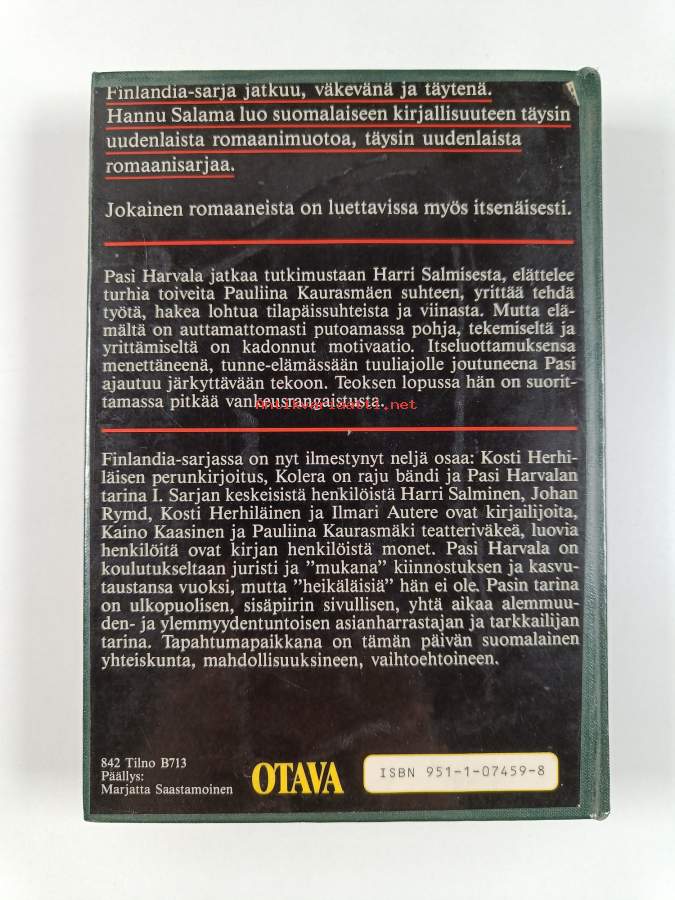 Finlandia-sarja jatkuu, väkevänä ja täytenä.
Hannu Salama luo suomalaiseen kirjallisuuteen täysin
uudenlaista romaanimuotoa, täysin uudenlaista
romaanisarjaa.
Jokainen romaaneista on luettavissa myös itsenäisesti.
Pasi Harvala jatkaa tutkimustaan Harri Salmisesta, elättelee
turhia toiveita Pauliina Kaurasmäen suhteen, yrittää tehdä
työtä, hakea lohtua tilapäissuhteista ja viinasta. Mutta elä-
mältä on auttamattomasti putoamassa pohja, tekemiseltä ja
yrittämiseltä on kadonnut motivaatio. Itseluottamuksensa
menettäneenä, tunne-elämässään tuuliajolle joutuneena Pasi
ajautuu järkyttävään tekoon. Teoksen lopussa hän on suorit-
tamassa pitkää vankeusrangaistusta.
antikvariaatti.net
Finlandia-sarjassa on nyt ilmestynyt neljä osaa: Kosti Herhi-
läisen perunkirjoitus, Kolera on raju bändi ja Pasi Harvalan
tarina I. Sarjan keskeisistä henkilöistä Harri Salminen, Johan
Rymd, Kosti Herhiläinen ja Ilmari Autere ovat kirjailijoita,
Kaino Kaasinen ja Pauliina Kaurasmäki teatteriväkeä, luovia
henkilöitä ovat kirjan henkilöistä monet. Pasi Harvala on
koulutukseltaan juristi ja ”mukana” kiinnostuksen ja kasvu-
taustansa vuoksi, mutta ”heikäläisiä” hän ei ole. Pasin tarina
on ulkopuolisen, sisäpiirin sivullisen, yhtä aikaa alemmuu-
den- ja ylemmyydentuntoisen asianharrastajan ja tarkkailijan
tarina. Tapahtumapaikkana on tämän päivän suomalainen
yhteiskunta, mahdollisuuksineen, vaihtoehtoineen.
842 Tilno B713
Päällys:
Marjatta Saastamoinen
OTAVA
ISBN 951-1-07459-8